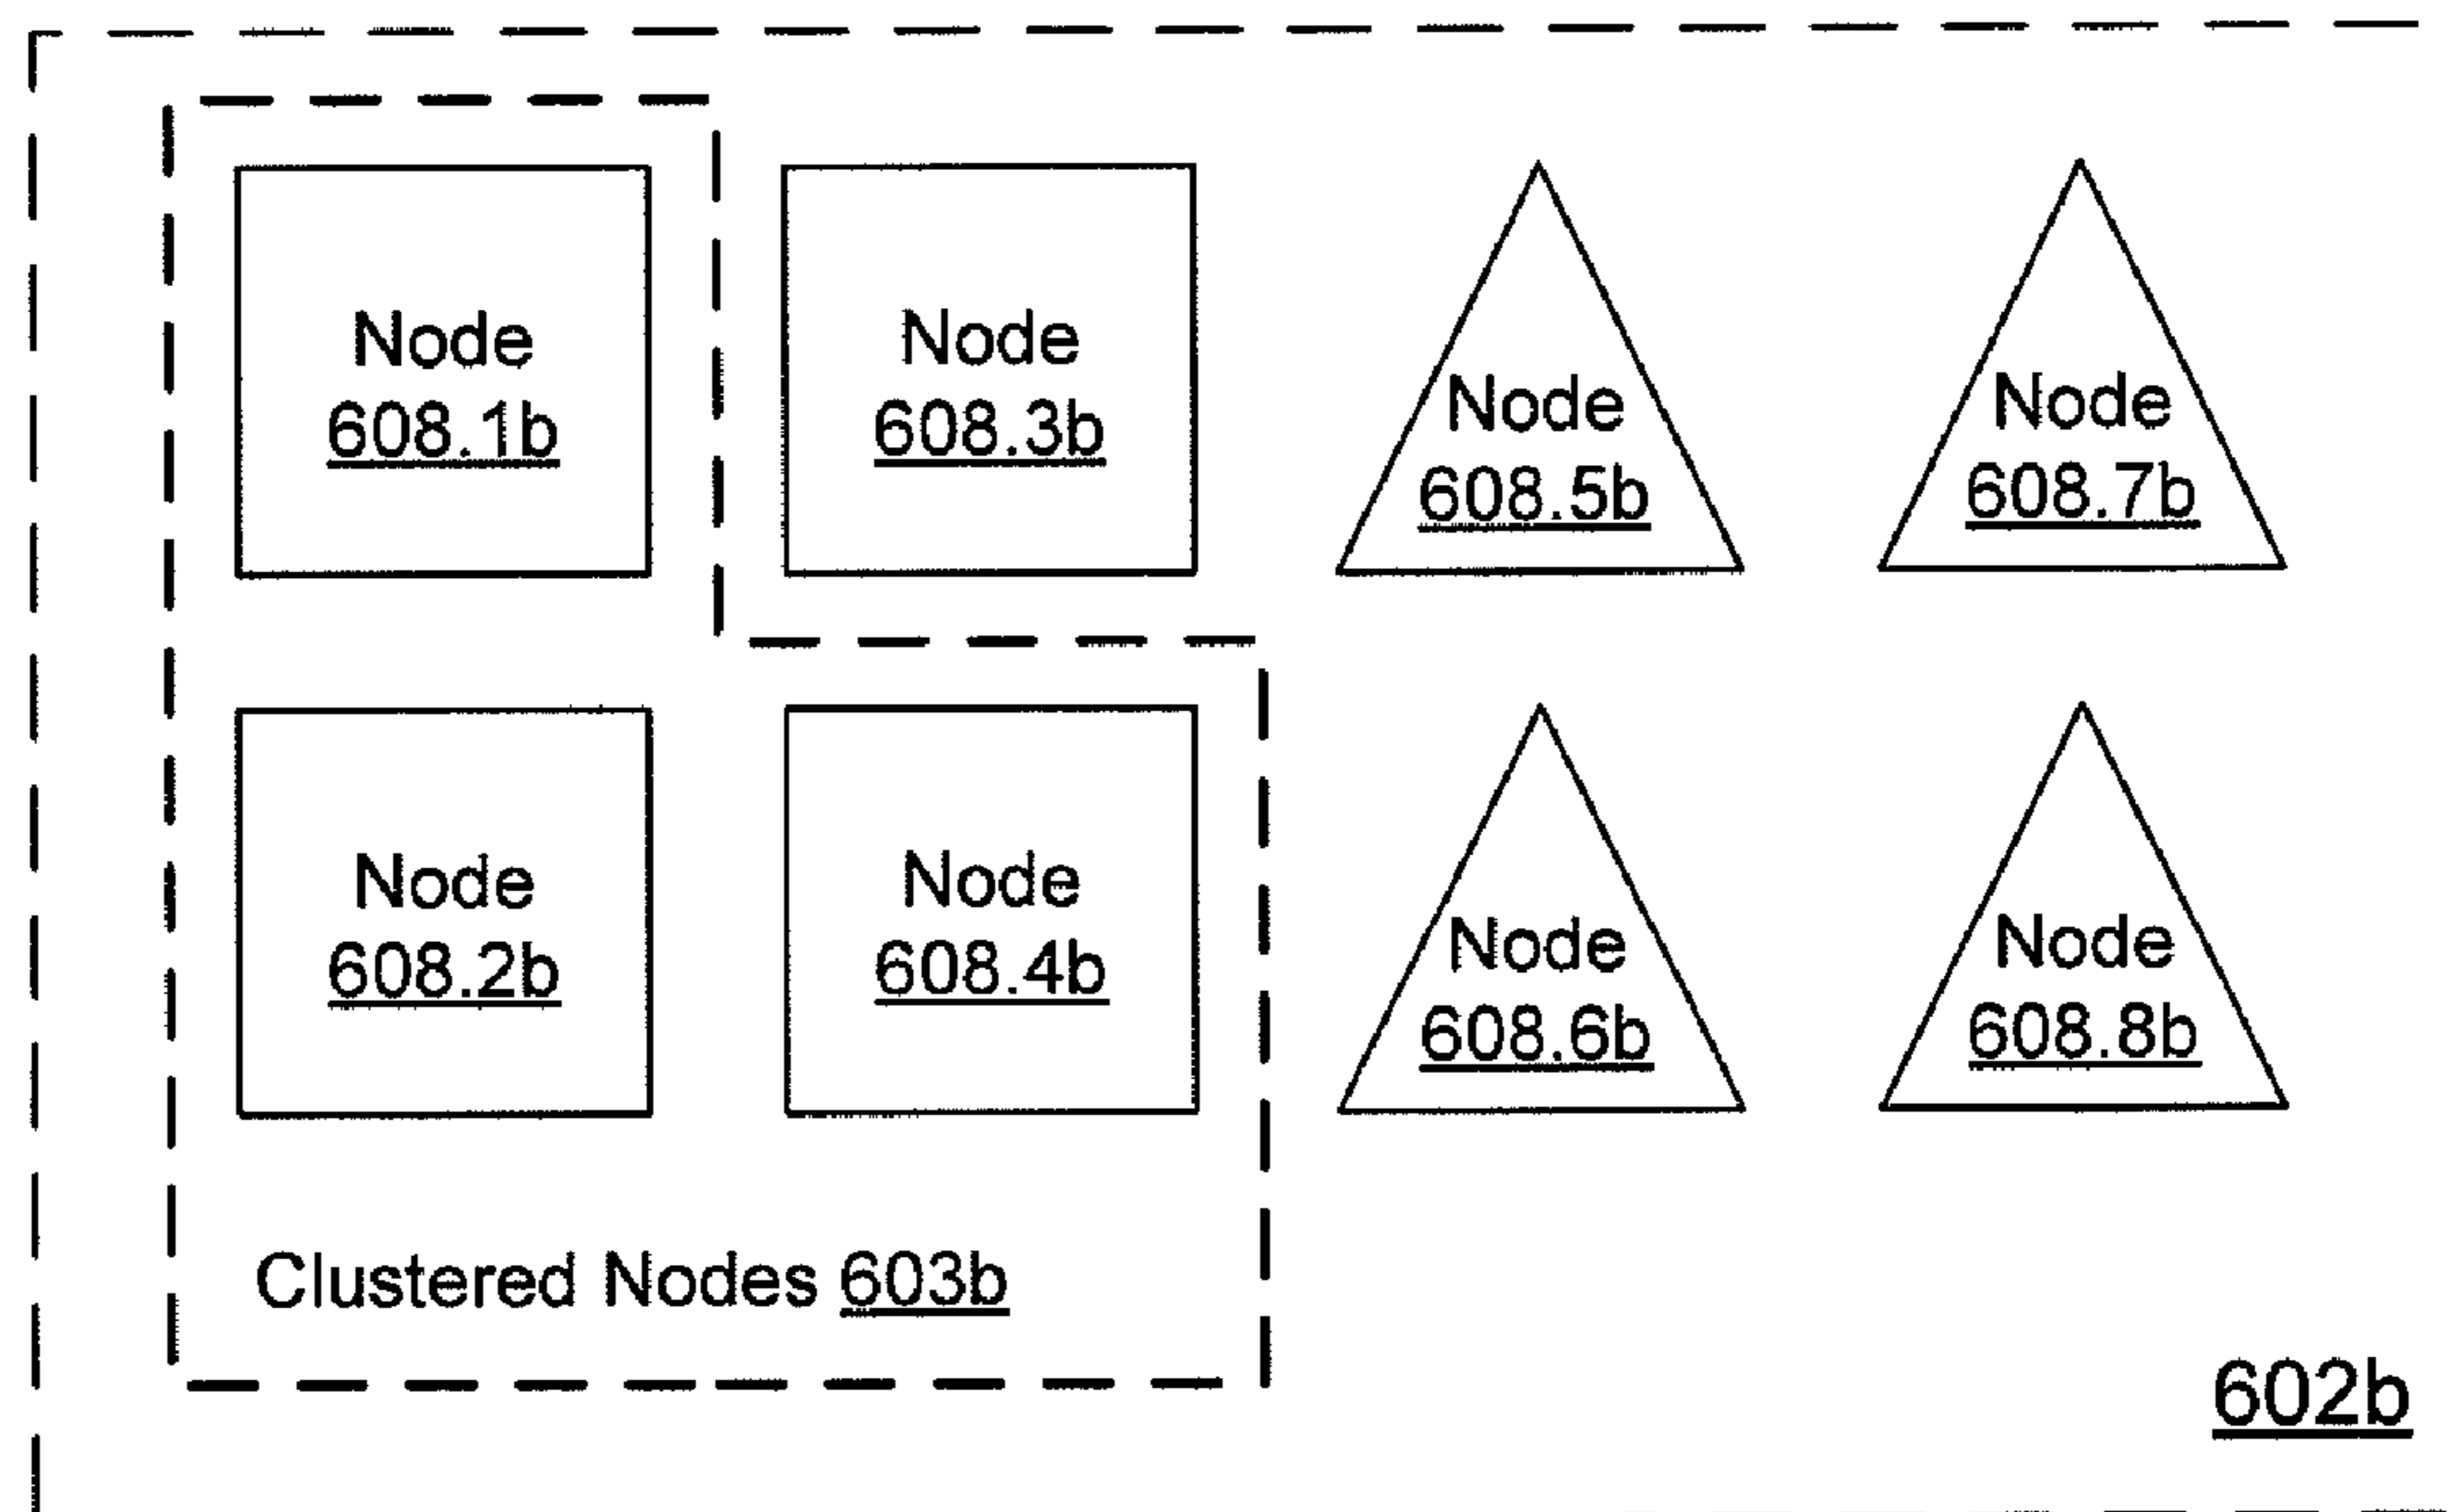 Node
608.1b
Node
608.3b
Node
608.5b
Node
608.7b
Node
608.2b
Node
608.4b
Node
608.6b
Node
608.8b
Clustered Nodes 603b
602b